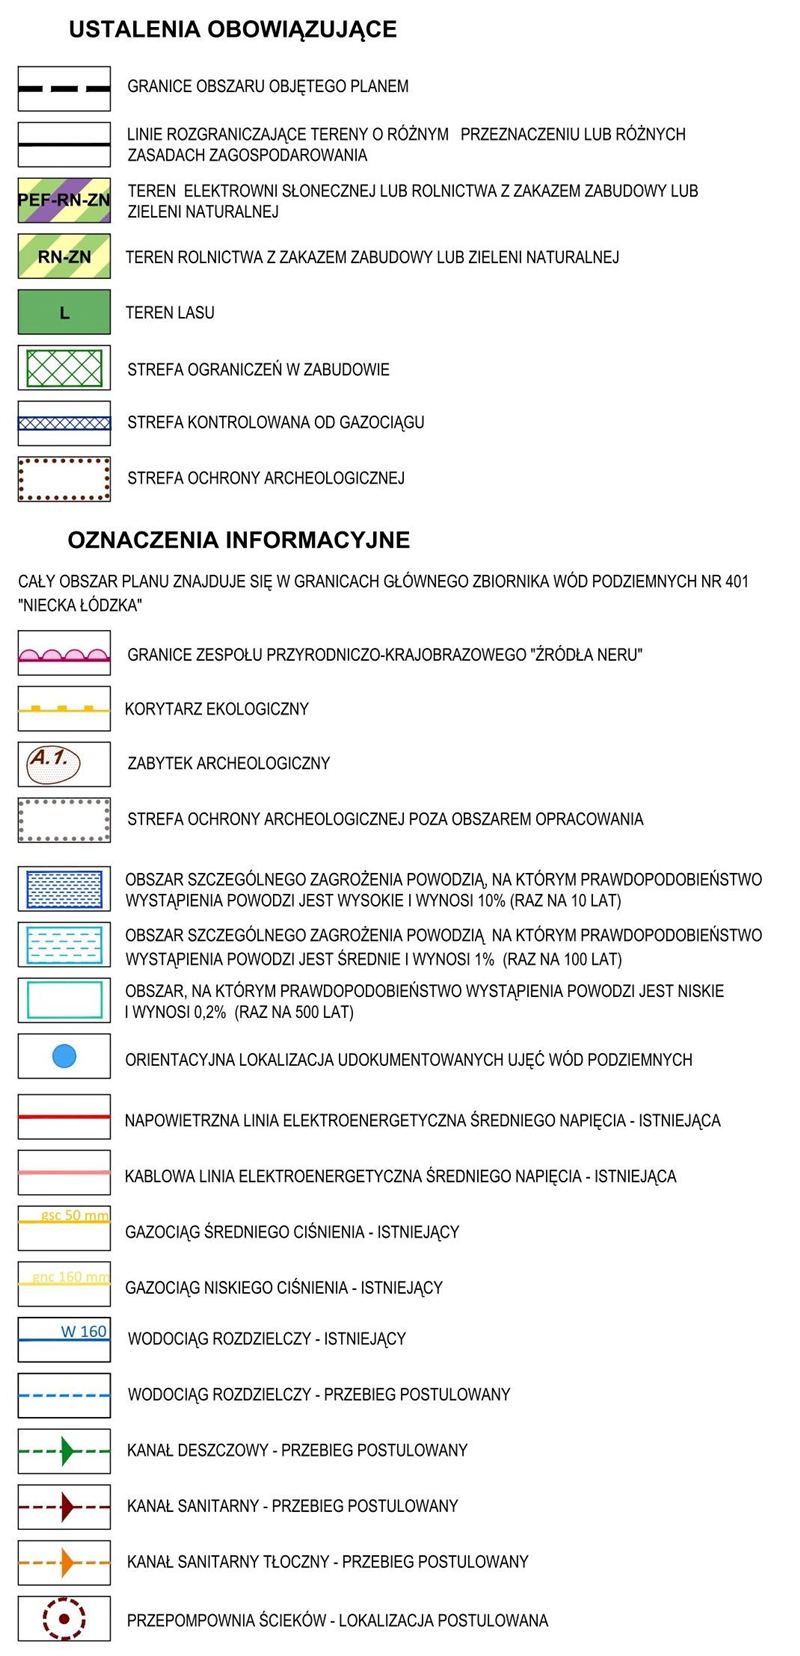 USTALENIA OBOWIĄZUJĄCE
GRANICE OBSZARU OBJĘTEGO PLANEM
LINIE ROZGRANICZAJĄCE TERENY O RÓŻNYM PRZEZNACZENIU LUB RÓŻNYCH
ZASADACH ZAGOSPODAROWANIA
PEF-RN-ZN
TEREN ELEKTROWNI SŁONECZNEJ LUB ROLNICTWA Z ZAKAZEM ZABUDOWY LUB
ZIELENI NATURALNEJ
RN-ZN
TEREN ROLNICTWA Z ZAKAZEM ZABUDOWY LUB ZIELENI NATURALNEJ
L
TEREN LASU
STREFA OGRANICZEŃ W ZABUDOWIE
STREFA KONTROLOWANA OD GAZOCIĄGU
STREFA OCHRONY ARCHEOLOGICZNEJ
OZNACZENIA INFORMACYJNE
CAŁY OBSZAR PLANU ZNAJDUJE SIĘ W GRANICACH GŁÓWNEGO ZBIORNIKA WÓD PODZIEMNYCH NR 401
"NIECKA ŁÓDZKA"
GRANICE ZESPOŁU PRZYRODNICZO-KRAJOBRAZOWEGO "ŹRÓDŁA NERU"
KORYTARZ EKOLOGICZNY
A.1.
ZABYTEK ARCHEOLOGICZNY
STREFA OCHRONY ARCHEOLOGICZNEJ POZA OBSZAREM OPRACOWANIA
OBSZAR SZCZEGÓLNEGO ZAGROŻENIA POWODZIĄ, NA KTÓRYM PRAWDOPODOBIEŃSTWO
WYSTĄPIENIA POWODZI JEST WYSOKIE I WYNOSI 10% (RAZ NA 10 LAT)
OBSZAR SZCZEGÓLNEGO ZAGROŻENIA POWODZIĄ, NA KTÓRYM PRAWDOPODOBIEŃSTWO
WYSTĄPIENIA POWODZI JEST ŚREDNIE I WYNOSI 1% (RAZ NA 100 LAT)
OBSZAR, NA KTÓRYM PRAWDOPODOBIEŃSTWO WYSTĄPIENIA POWODZI JEST NISKIE
I WYNOSI 0,2% (RAZ NA 500 LAT)
ORIENTACYJNA LOKALIZACJA UDOKUMENTOWANYCH UJĘĆ WÓD PODZIEMNYCH
NAPOWIETRZNA LINIA ELEKTROENERGETYCZNA ŚREDNIEGO NAPIĘCIA - ISTNIEJĄCA
KABLOWA LINIA ELEKTROENERGETYCZNA ŚREDNIEGO NAPIĘCIA - ISTNIEJĄCA
gsc 50 mm
GAZOCIĄG ŚREDNIEGO CIŚNIENIA - ISTNIEJĄCY
gnc 160 mm
GAZOCIĄG NISKIEGO CIŚNIENIA - ISTNIEJĄCY
W 160
WODOCIĄG ROZDZIELCZY - ISTNIEJĄCY
WODOCIĄG ROZDZIELCZY - PRZEBIEG POSTULOWANY
KANAŁ DESZCZOWY - PRZEBIEG POSTULOWANY
KANAŁ SANITARNY - PRZEBIEG POSTULOWANY
KANAŁ SANITARNY TŁOCZNY - PRZEBIEG POSTULOWANY
PRZEPOMPOWNIA ŚCIEKÓW - LOKALIZACJA POSTULOWANA